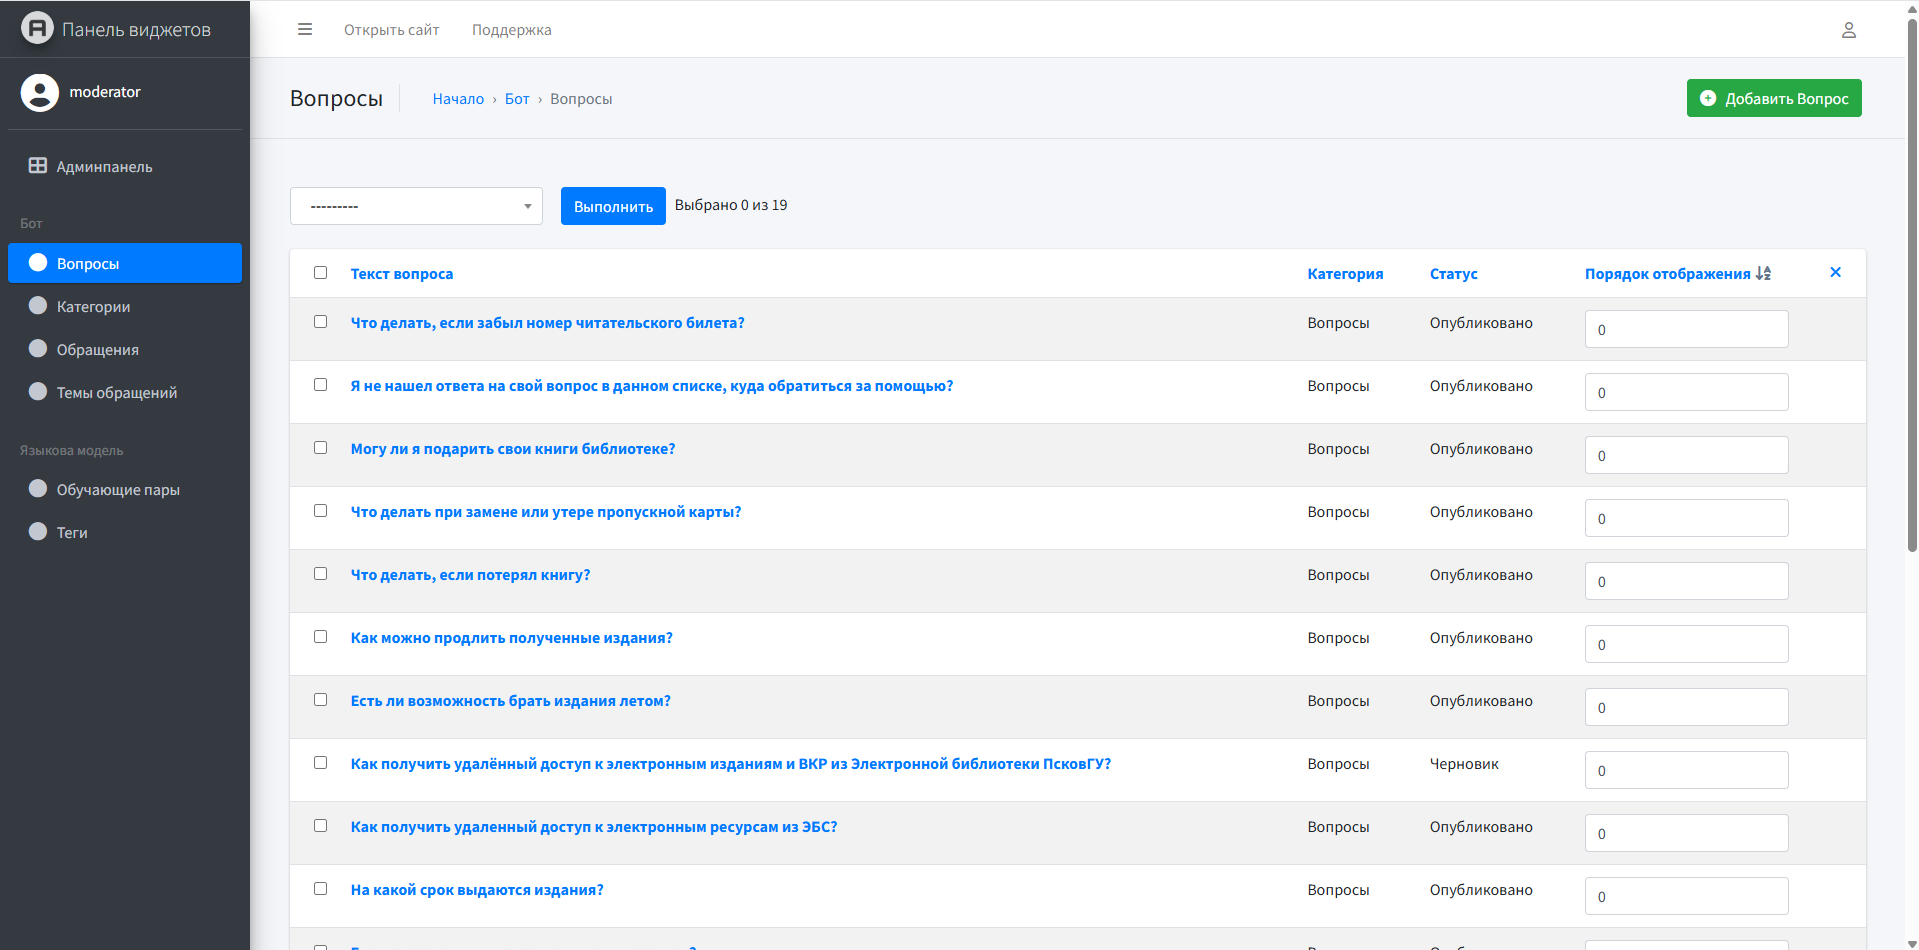 Панель виджетов
Открыть сайт
Поддержка
moderator
Вопросы
Начало › Бот › Вопросы
Добавить Вопрос
Админпанель
Бот
Вопросы
Категории
Обращения
Темы обращений
Языкова модель
Обучающие пары
Теги
---------
Выполнить
Выбрано 0 из 19
Текст вопроса Категория Статус Порядок отображения
Что делать, если забыл номер читательского билета? Вопросы Опубликовано 0
Я не нашел ответа на свой вопрос в данном списке, куда обратиться за помощью? Вопросы Опубликовано 0
Могу ли я подарить свои книги библиотеке? Вопросы Опубликовано 0
Что делать при замене или утере пропускной карты? Вопросы Опубликовано 0
Что делать, если потерял книгу? Вопросы Опубликовано 0
Как можно продлить полученные издания? Вопросы Опубликовано 0
Есть ли возможность брать издания летом? Вопросы Опубликовано 0
Как получить удалённый доступ к электронным изданиям и ВКР из Электронной библиотеки ПсковГУ? Вопросы Черновик 0
Как получить удаленный доступ к электронным ресурсам из ЭБС? Вопросы Опубликовано 0
На какой срок выдаются издания? Вопросы Опубликовано 0